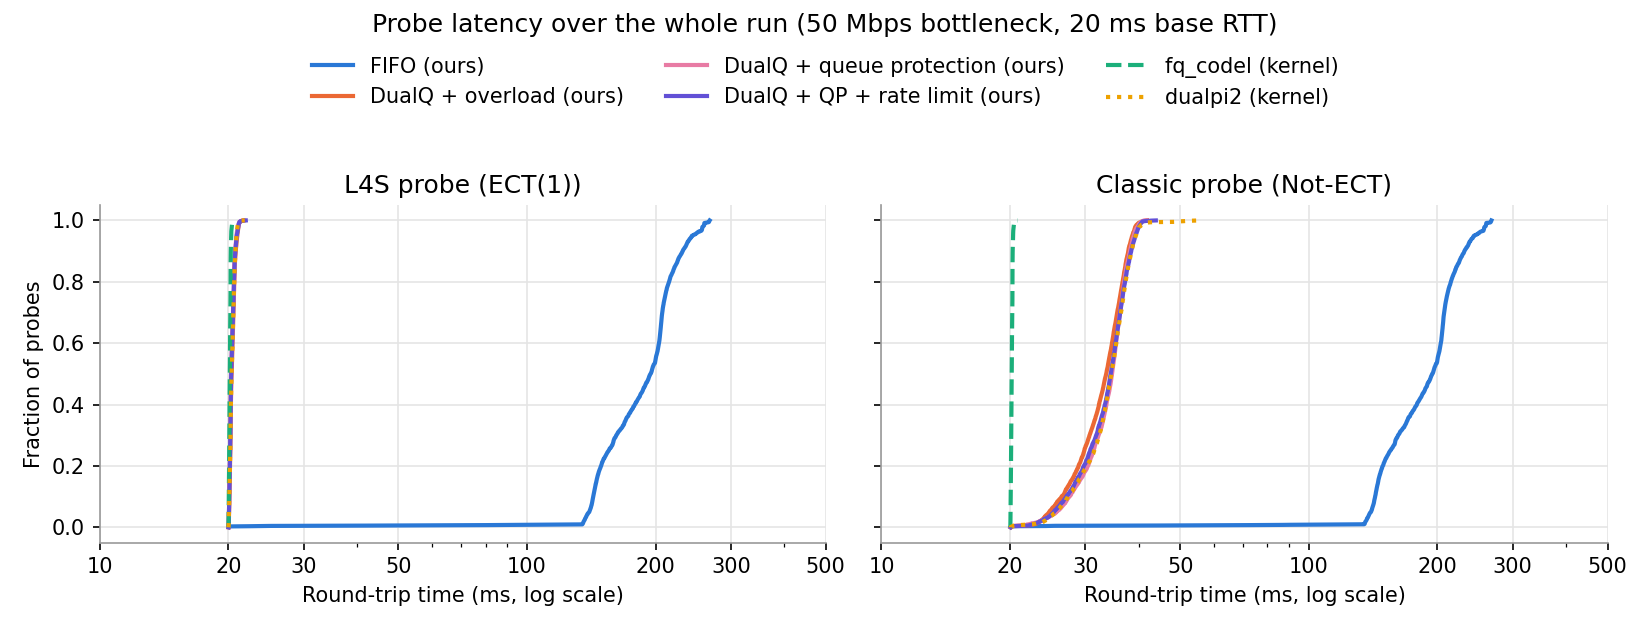 Probe latency over the whole run (50 Mbps bottleneck, 20 ms base RTT)
FIFO (ours)
DualQ + overload (ours)
DualQ + queue protection (ours)
DualQ + QP + rate limit (ours)
fq_codel (kernel)
dualpi2 (kernel)
L4S probe (ECT(1))
Fraction of probes
1.0
0.8
0.6
0.4
0.2
0.0
10 20 30 50 100 200 300 500
Round-trip time (ms, log scale)
Classic probe (Not-ECT)
10 20 30 50 100 200 300 500
Round-trip time (ms, log scale)